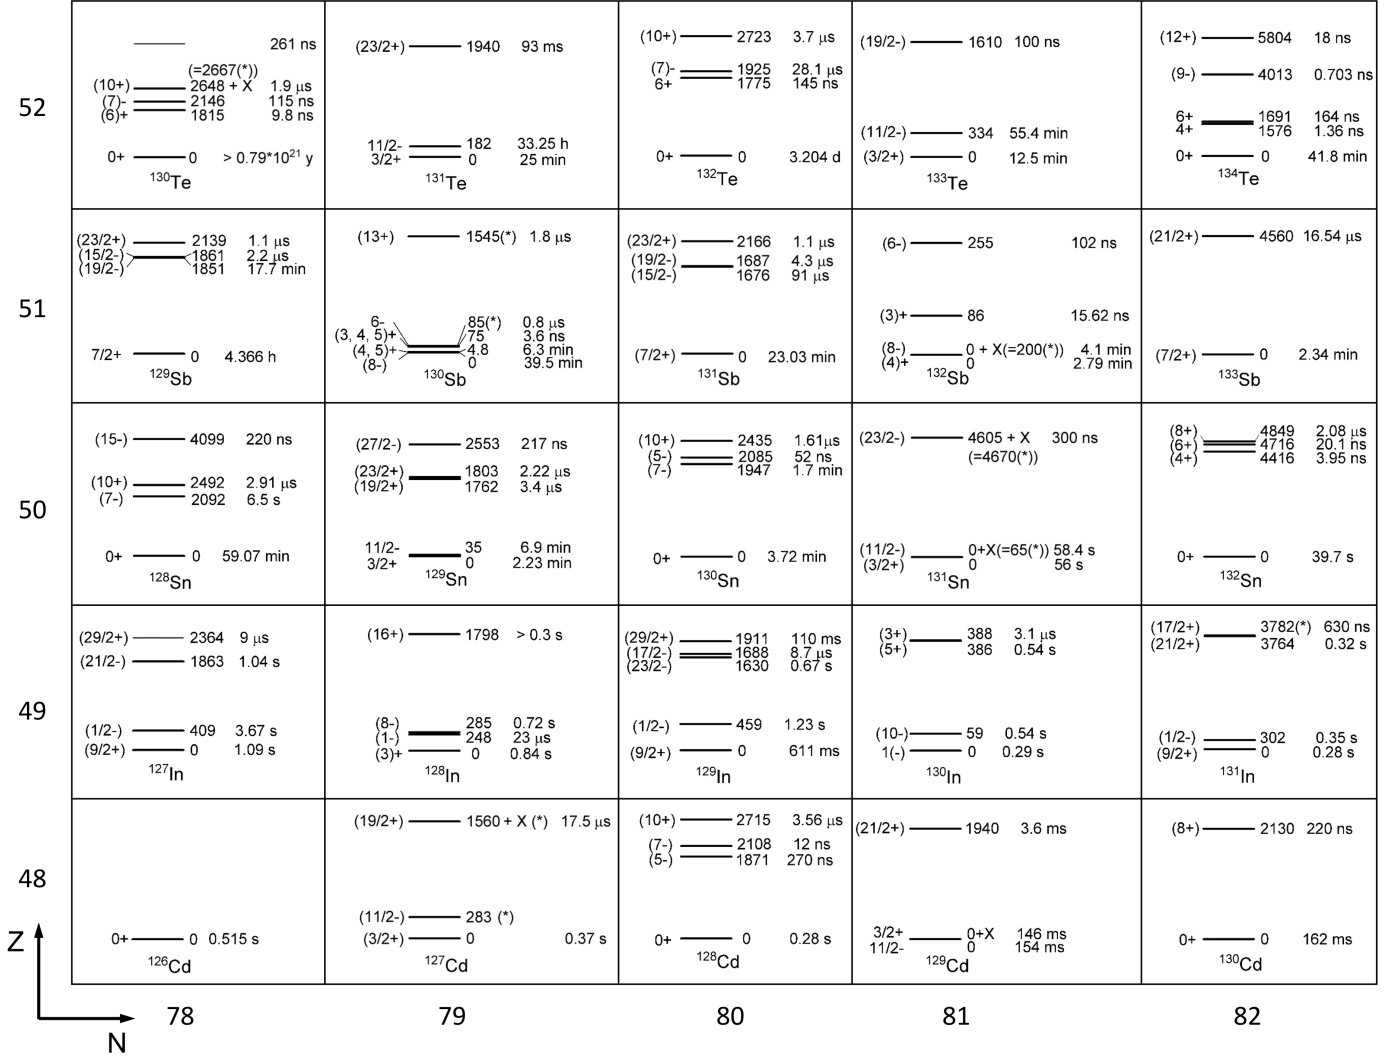 52
261 ns
(=2667(*))
(10+) 2648 + X 1.9 μs
(7)- 2146 115 ns
(6)+ 1815 9.8 ns
0+ 0 > 0.79*10²¹ y
¹³⁰Te
(23/2+) 1940 93 ms
11/2- 182 33.25 h
3/2+ 0 25 min
¹³¹Te
(10+) 2723 3.7 μs
(7)- 1925 28.1 μs
6+ 1775 145 ns
0+ 0 3.204 d
¹³²Te
(19/2-) 1610 100 ns
(11/2-) 334 55.4 min
(3/2+) 0 12.5 min
¹³³Te
(12+) 5804 18 ns
(9-) 4013 0.703 ns
6+ 1691 164 ns
4+ 1576 1.36 ns
0+ 0 41.8 min
¹³⁴Te
51
(23/2+) 2139 1.1 μs
(15/2-) 1861 2.2 μs
(19/2-) 1851 17.7 min
7/2+ 0 4.366 h
¹²⁹Sb
(13+) 1545(*) 1.8 μs
6- 85(*) 0.8 μs
(3, 4, 5)+ 75 3.6 ns
(4, 5)+ 4.8 6.3 min
(8-) 0 39.5 min
¹³⁰Sb
(23/2+) 2166 1.1 μs
(19/2-) 1687 4.3 μs
(15/2-) 1676 91 μs
(7/2+) 0 23.03 min
¹³¹Sb
(6-) 255 102 ns
(3)+ 86 15.62 ns
(8-) 0 + X(=200(*)) 4.1 min
(4)+ 0 2.79 min
¹³²Sb
(21/2+) 4560 16.54 μs
(7/2+) 0 2.34 min
¹³³Sb
50
(15-) 4099 220 ns
(10+) 2492 2.91 μs
(7-) 2092 6.5 s
0+ 0 59.07 min
¹²⁸Sn
(27/2-) 2553 217 ns
(23/2+) 1803 2.22 μs
(19/2+) 1762 3.4 μs
11/2- 35 6.9 min
3/2+ 0 2.23 min
¹²⁹Sn
(10+) 2435 1.61μs
(5-) 2085 52 ns
(7-) 1947 1.7 min
0+ 0 3.72 min
¹³⁰Sn
(23/2-) 4605 + X 300 ns
(=4670(*))
(11/2-) 0+X(=65(*)) 58.4 s
(3/2+) 0 56 s
¹³¹Sn
(8+) 4849 2.08 μs
(6+) 4716 20.1 ns
(4+) 4416 3.95 ns
0+ 0 39.7 s
¹³²Sn
49
(29/2+) 2364 9 μs
(21/2-) 1863 1.04 s
(1/2-) 409 3.67 s
(9/2+) 0 1.09 s
¹²⁷In
(16+) 1798 > 0.3 s
(8-) 285 0.72 s
(1-) 248 23 μs
(3)+ 0 0.84 s
¹²⁸In
(29/2+) 1911 110 ms
(17/2-) 1688 8.7 μs
(23/2-) 1630 0.67 s
(1/2-) 459 1.23 s
(9/2+) 0 611 ms
¹²⁹In
(3+) 388 3.1 μs
(5+) 386 0.54 s
(10-) 59 0.54 s
1(-) 0 0.29 s
¹³⁰In
(17/2+) 3782(*) 630 ns
(21/2+) 3764 0.32 s
(1/2-) 302 0.35 s
(9/2+) 0 0.28 s
¹³¹In
48
0+ 0 0.515 s
¹²⁶Cd
(19/2+) 1560 + X (*) 17.5 μs
(11/2-) 283 (*)
(3/2+) 0 0.37 s
¹²⁷Cd
(10+) 2715 3.56 μs
(7-) 2108 12 ns
(5-) 1871 270 ns
0+ 0 0.28 s
¹²⁸Cd
(21/2+) 1940 3.6 ms
3/2+ 0+X 146 ms
11/2- 0 154 ms
¹²⁹Cd
(8+) 2130 220 ns
0+ 0 162 ms
¹³⁰Cd
Z
N
78 79 80 81 82